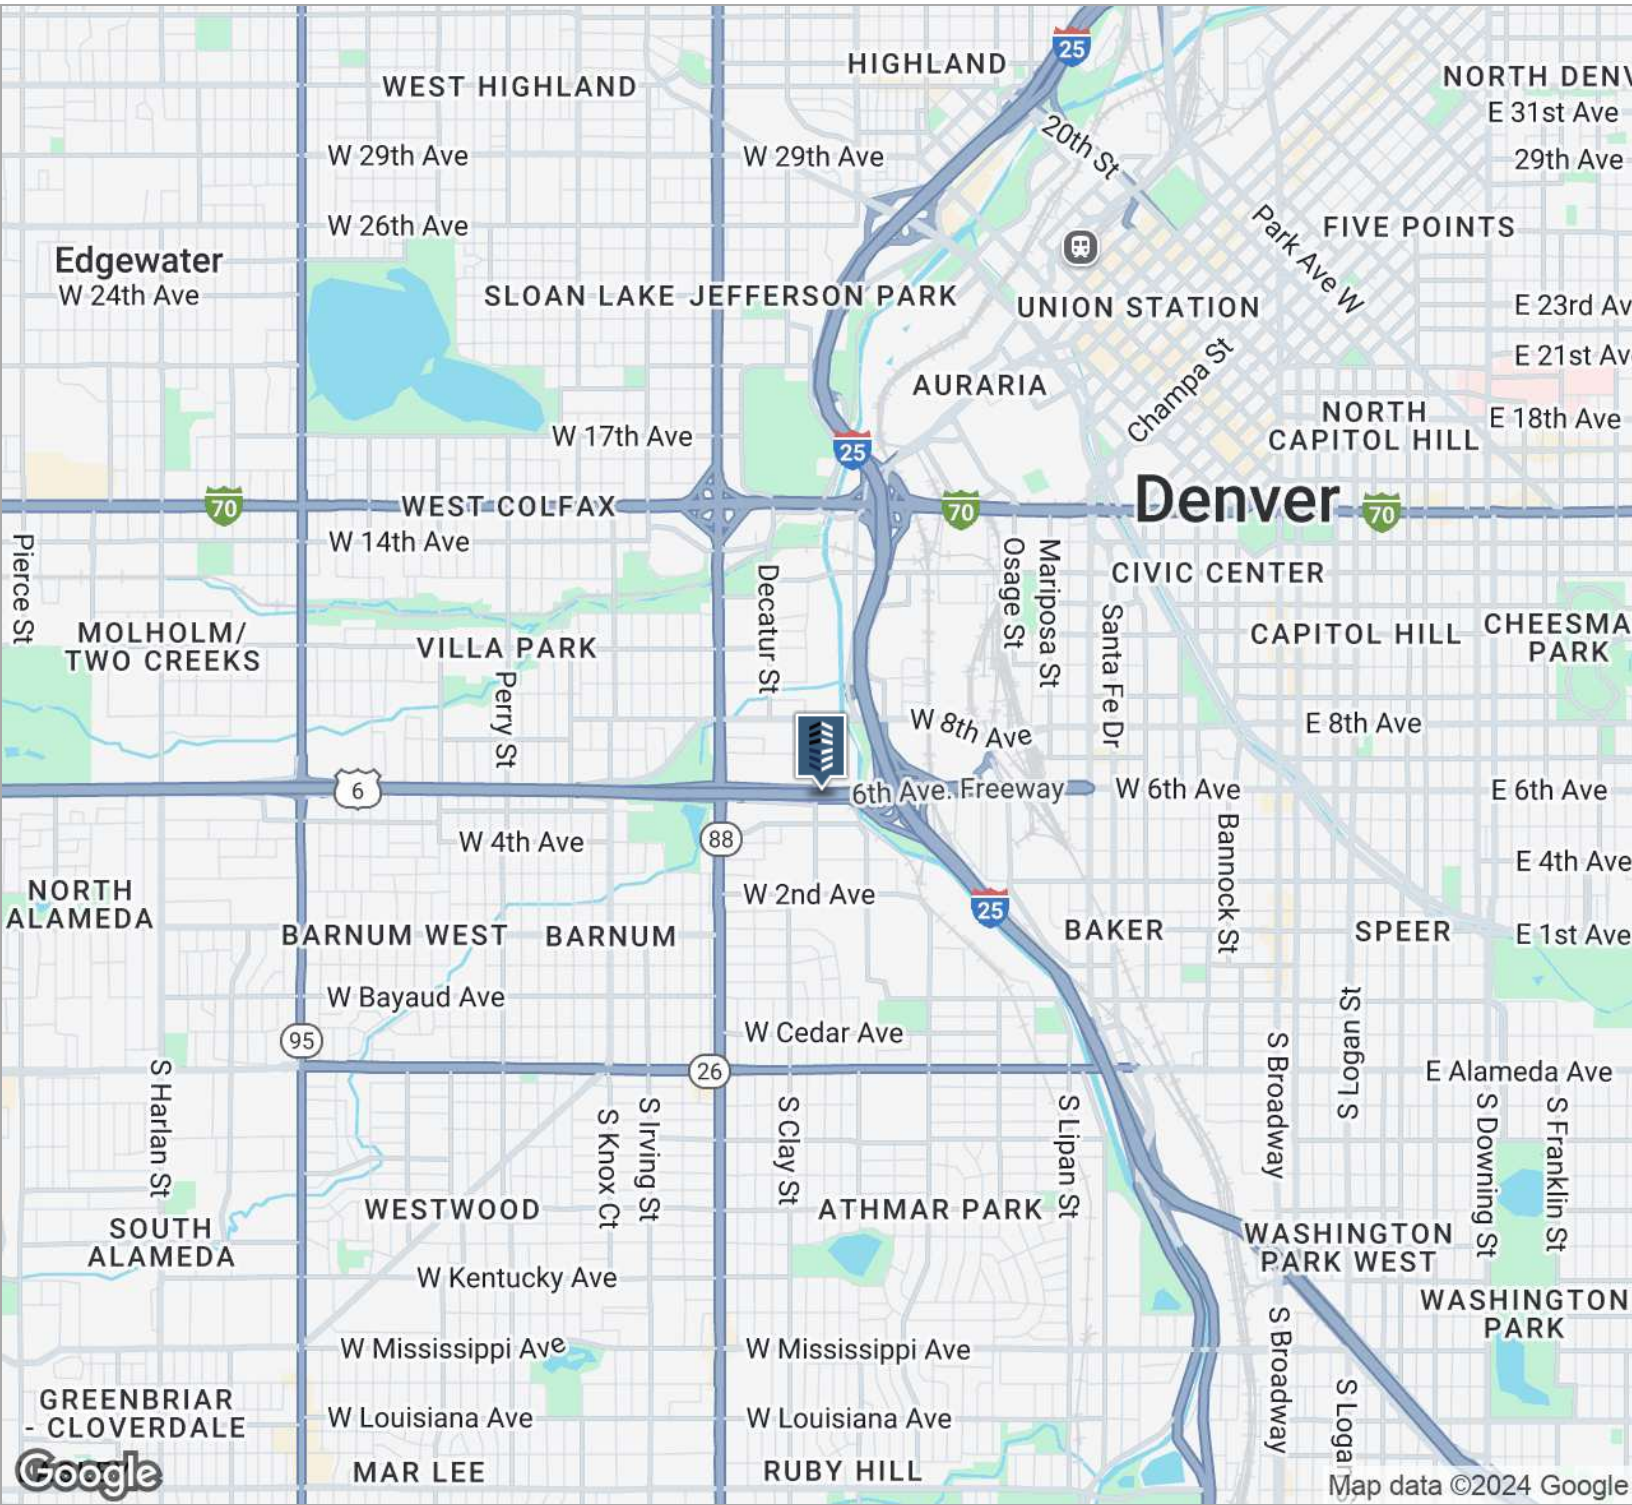 25
HIGHLAND
WEST HIGHLAND
NORTH DENV
E 31st Ave
20th St
W 29th Ave
W 29th Ave
29th Ave
W 26th Ave
Park Ave W
FIVE POINTS
Edgewater
W 24th Ave
SLOAN LAKE
JEFFERSON PARK
UNION STATION
E 23rd Av
E 21st Ave
Champa St
AURARIA
NORTH
CAPITOL HILL
E 18th Ave
W 17th Ave
25
70
WEST COLFAX
70
Denver
70
W 14th Ave
Pierce St
Decatur St
Osage St
Mariposa St
CIVIC CENTER
Santa Fe Dr
MOLHOLM/
TWO CREEKS
VILLA PARK
CAPITOL HILL
CHEESMA
PARK
Perry St
W 8th Ave
E 8th Ave
6
6th Ave. Freeway
W 6th Ave
E 6th Ave
W 4th Ave
88
Bannock St
E 4th Ave
NORTH
ALAMEDA
W 2nd Ave
25
BARNUM WEST
BARNUM
BAKER
SPEER
E 1st Ave
W Bayaud Ave
S Logan St
95
W Cedar Ave
S Broadway
26
E Alameda Ave
S Harlan St
S Knox Ct
S Irving St
S Clay St
S Lipan St
S Downing St
S Franklin St
WESTWOOD
ATHMAR PARK
SOUTH
ALAMEDA
WASHINGTON
PARK WEST
W Kentucky Ave
WASHINGTON
PARK
W Mississippi Ave
W Mississippi Ave
S Broadway
GREENBRIAR
- CLOVERDALE
W Louisiana Ave
W Louisiana Ave
S Logan
Google
MAR LEE
RUBY HILL
Map data ©2024 Google